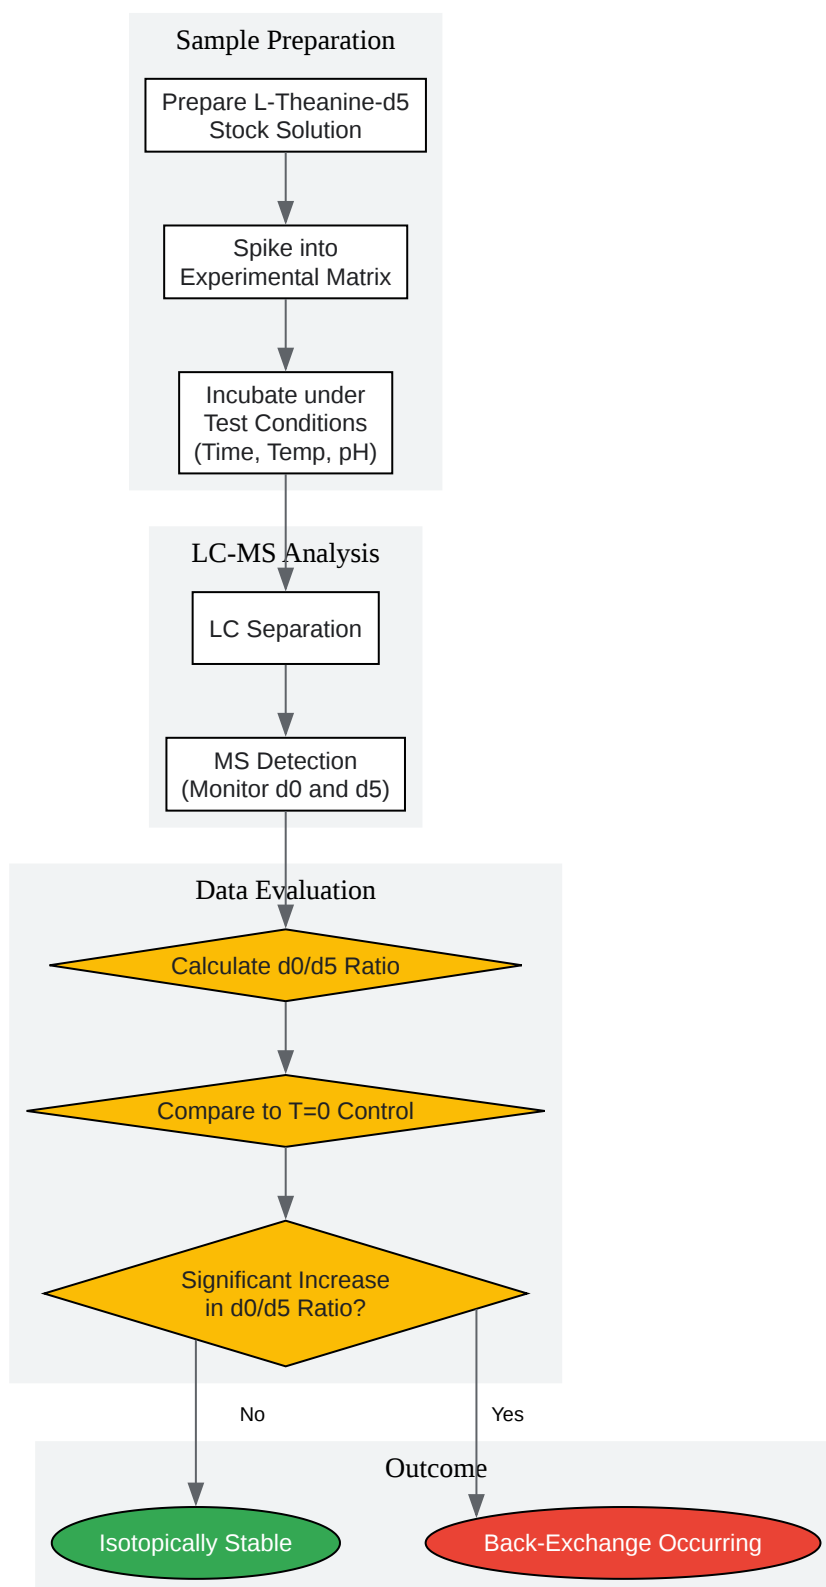 Sample Preparation
Prepare L-Theanine-d5
Stock Solution
Spike into
Experimental Matrix
Incubate under
Test Conditions
(Time, Temp, pH)
LC-MS Analysis
LC Separation
MS Detection
(Monitor d0 and d5)
Data Evaluation
Calculate d0/d5 Ratio
Compare to T=0 Control
Significant Increase
in d0/d5 Ratio?
No
Yes
Outcome
Isotopically Stable
Back-Exchange Occurring